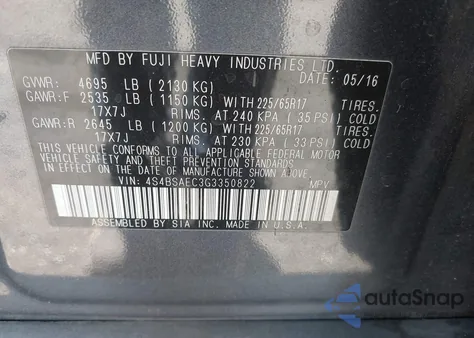 MFD BY FUJI HEAVY INDUSTRIES LTD.
DATE: 05/16
GVWR: 4695 LB (2130 KG)
GAWR:F 2535 LB (1150 KG) WITH 225/65R17 TIRES.
17X7J RIMS. AT 240 KPA (35 PSI) COLD
GAWR:R 2645 LB (1200 KG) WITH 225/65R17 TIRES.
17X7J RIMS. AT 230 KPA (33 PSI) COLD
THIS VEHICLE CONFORMS TO ALL APPLICABLE FEDERAL MOTOR
VEHICLE SAFETY AND THEFT PREVENTION STANDARDS IN
EFFECT ON THE DATE OF MANUFACTURE SHOWN ABOVE.
VIN: 4S4BSAEC3G3350822 MPV
ASSEMBLED BY SIA INC. MADE IN U.S.A.
autoSnap
POWERED BY